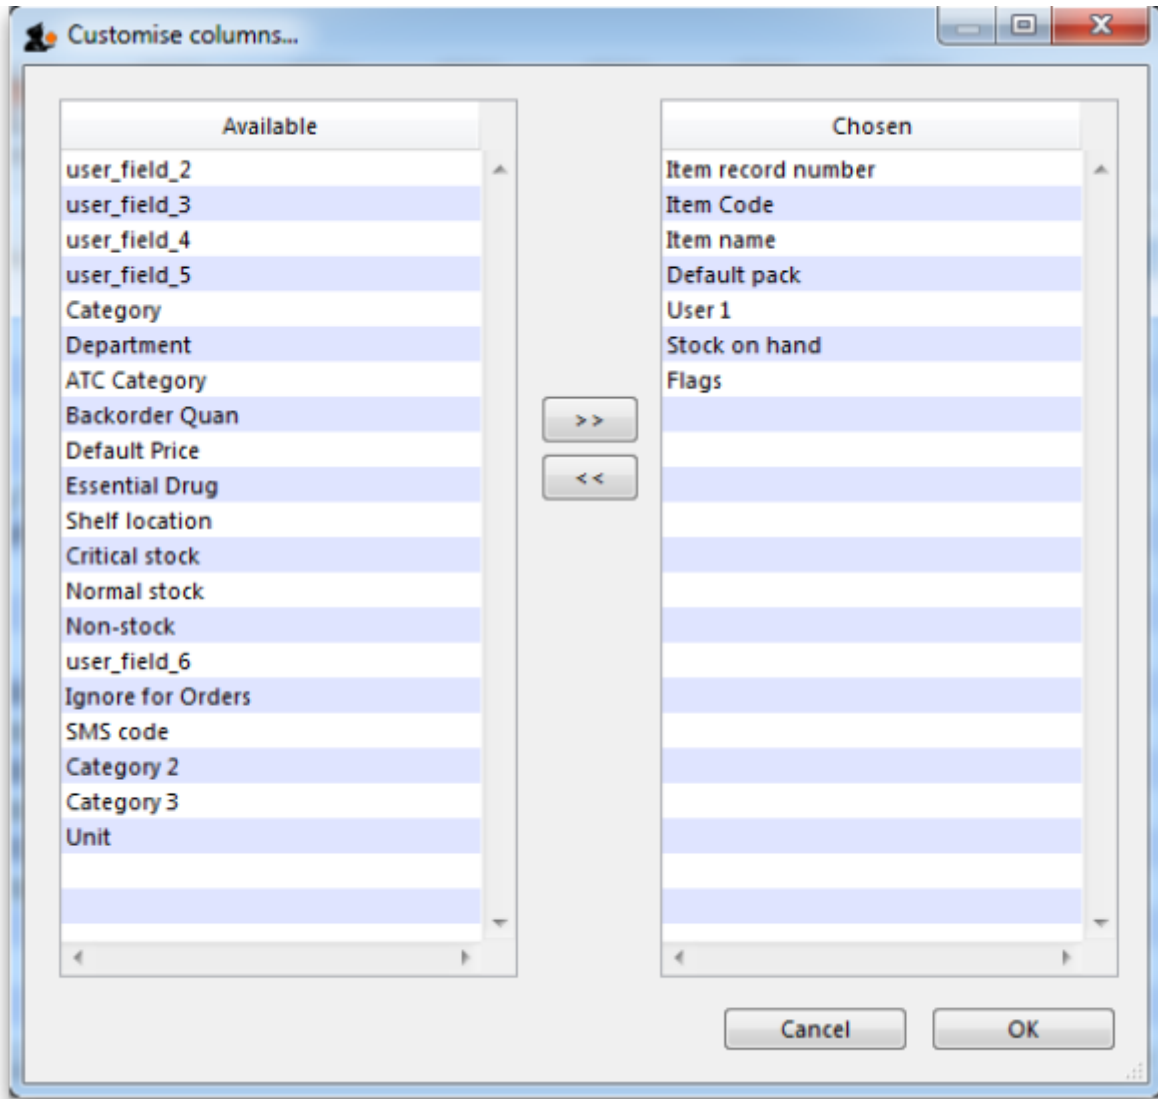 Customise columns...
Available
user_field_2
user_field_3
user_field_4
user_field_5
Category
Department
ATC Category
Backorder Quan
Default Price
Essential Drug
Shelf location
Critical stock
Normal stock
Non-stock
user_field_6
Ignore for Orders
SMS code
Category 2
Category 3
Unit
>>
<<
Chosen
Item record number
Item Code
Item name
Default pack
User 1
Stock on hand
Flags
Cancel
OK